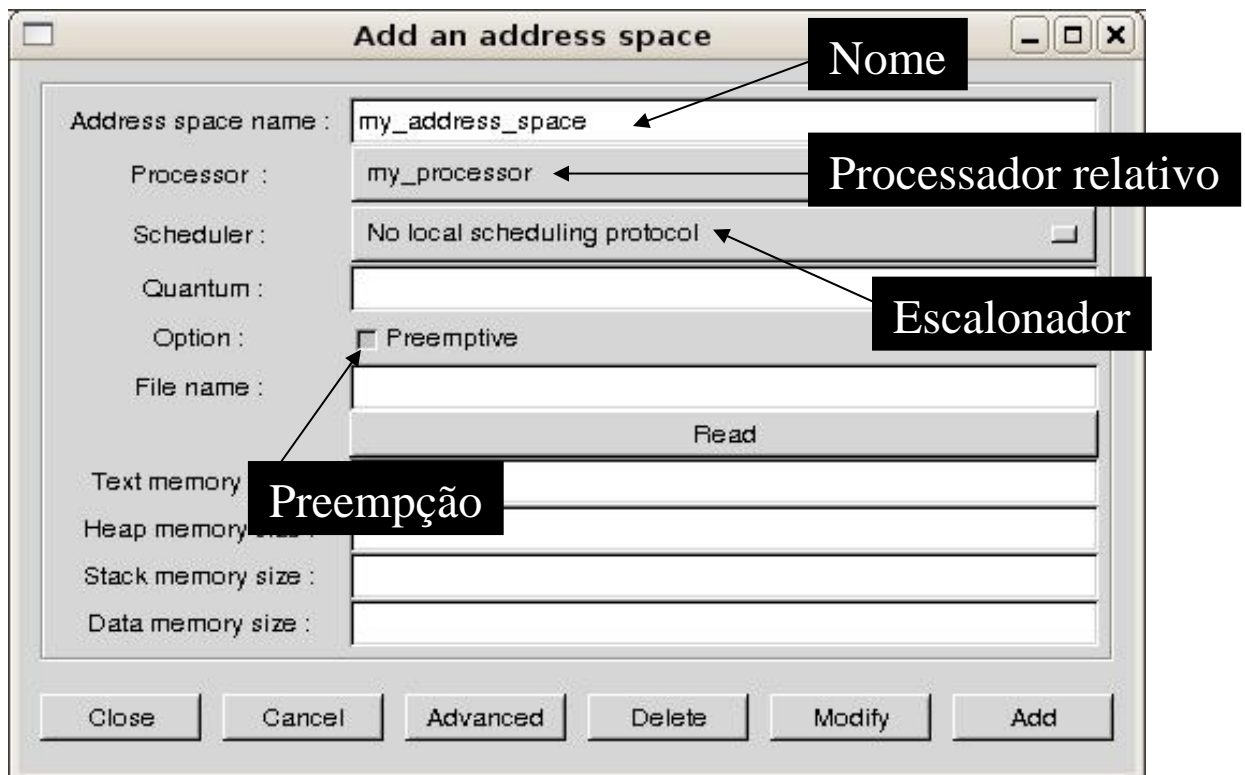 Add an address space
Nome
Address space name : my_address_space
Processor : my_processor
Processador relativo
Scheduler : No local scheduling protocol
Quantum :
Escalonador
Option : Preemptive
File name :
Read
Text memory
Preempção
Heap memory size :
Stack memory size :
Data memory size :
Close Cancel Advanced Delete Modify Add